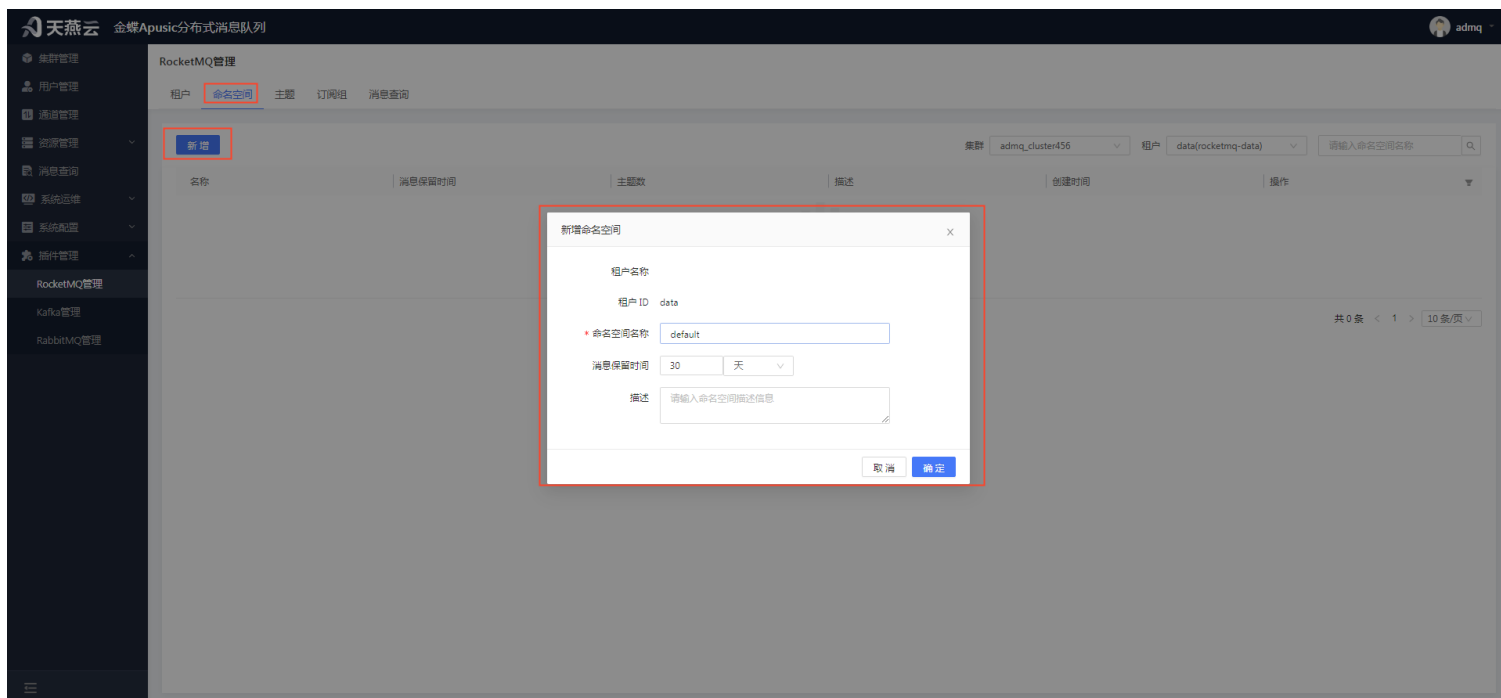 天燕云 金蝶Apusic分布式消息队列 admq
集群管理
用户管理
通道管理
资源管理
消息查询
系统运维
系统配置
插件管理
RocketMQ管理
Kafka管理
RabbitMQ管理
RocketMQ管理
租户 命名空间 主题 订阅组 消息查询
新 增 集群 admq_cluster456 租户 data(rocketmq-data) 请输入命名空间名称
名称 消息保留时间 主题数 描述 创建时间 操作
新增命名空间
租户名称
租户 ID data
* 命名空间名称 default
消息保留时间 30 天
描述 请输入命名空间描述信息
取 消 确 定
共 0 条 < 1 > 10 条/页